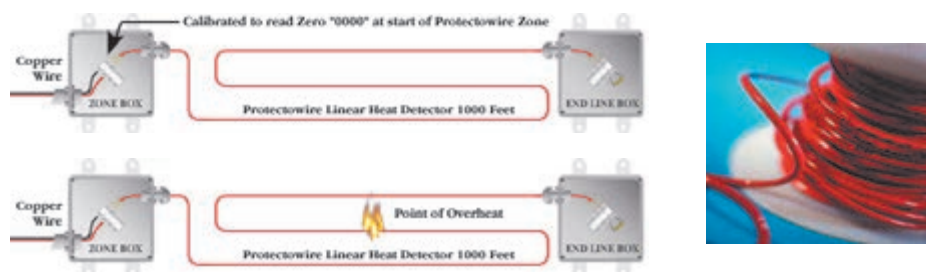 Calibrated to read Zero "0000" at start of Protectowire Zone
Copper
Wire
ZONE BOX
Protectowire Linear Heat Detector 1000 Feet
END LINE BOX
Copper
Wire
Point of Overheat
ZONE BOX
Protectowire Linear Heat Detector 1000 Feet
END LINE BOX